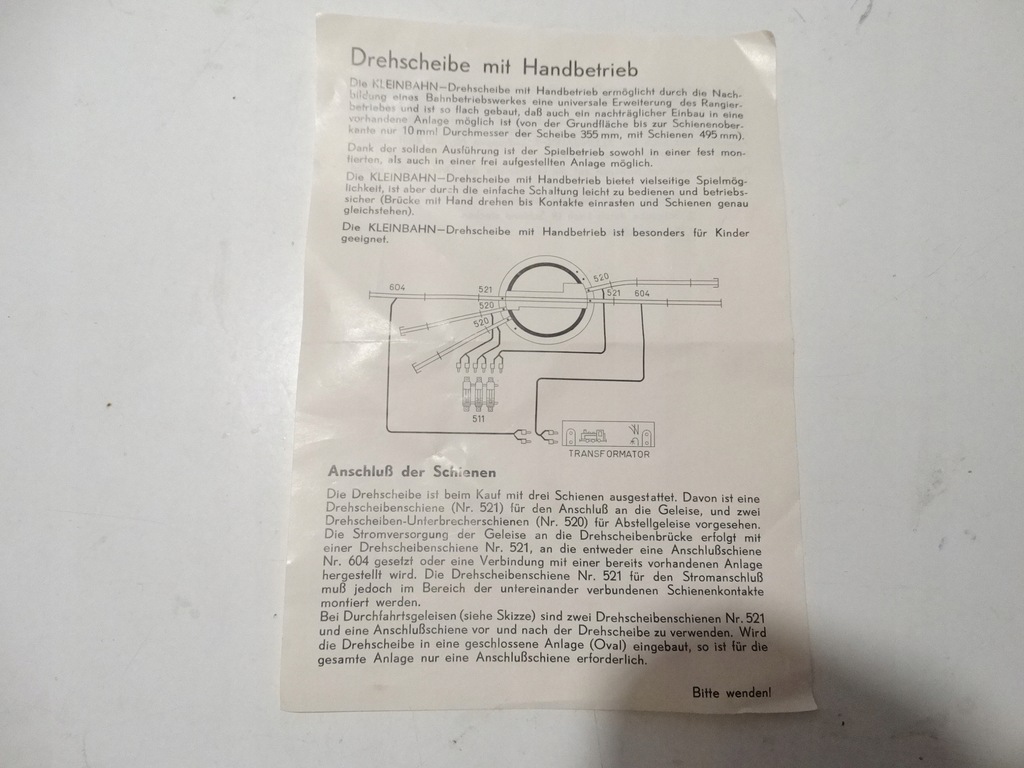 Drehscheibe mit Handbetrieb
Die KLEINBAHN—Drehscheibe mit Handbetrieb ermöglicht durch die Nach-
bildung eines Bahnbetriebswerkes eine universale Erweiterung des Rangier-
betriebes und ist so flach gebaut, daß auch ein nachträglicher Einbau in eine
vorhandene Anlage möglich ist (von der Grundfläche bis zur Schienenober-
kante nur 10 mm! Durchmesser der Scheibe 355 mm, mit Schienen 495 mm).
Dank der soliden Ausführung ist der Spielbetrieb sowohl in einer fest mon-
tierten, als auch in einer frei aufgestellten Anlage möglich.
Die KLEINBAHN—Drehscheibe mit Handbetrieb bietet vielseitige Spielmög-
lichkeit, ist aber durch die einfache Schaltung leicht zu bedienen und betriebs-
sicher (Brücke mit Hand drehen bis Kontakte einrasten und Schienen genau
gleichstehen).
Die KLEINBAHN—Drehscheibe mit Handbetrieb ist besonders für Kinder
geeignet.
604
521
520
520
520
521
604
511
TRANSFORMATOR
Anschluß der Schienen
Die Drehscheibe ist beim Kauf mit drei Schienen ausgestattet. Davon ist eine
Drehscheibenschiene (Nr. 521) für den Anschluß an die Geleise, und zwei
Drehscheiben-Unterbrecherschienen (Nr. 520) für Abstellgeleise vorgesehen.
Die Stromversorgung der Geleise an die Drehscheibenbrücke erfolgt mit
einer Drehscheibenschiene Nr. 521, an die entweder eine Anschlußschiene
Nr. 604 gesetzt oder eine Verbindung mit einer bereits vorhandenen Anlage
hergestellt wird. Die Drehscheibenschiene Nr. 521 für den Stromanschluß
muß jedoch im Bereich der untereinander verbundenen Schienenkontakte
montiert werden.
Bei Durchfahrtsgeleisen (siehe Skizze) sind zwei Drehscheibenschienen Nr. 521
und eine Anschlußschiene vor und nach der Drehscheibe zu verwenden. Wird
die Drehscheibe in eine geschlossene Anlage (Oval) eingebaut, so ist für die
gesamte Anlage nur eine Anschlußschiene erforderlich.
Bitte wenden!